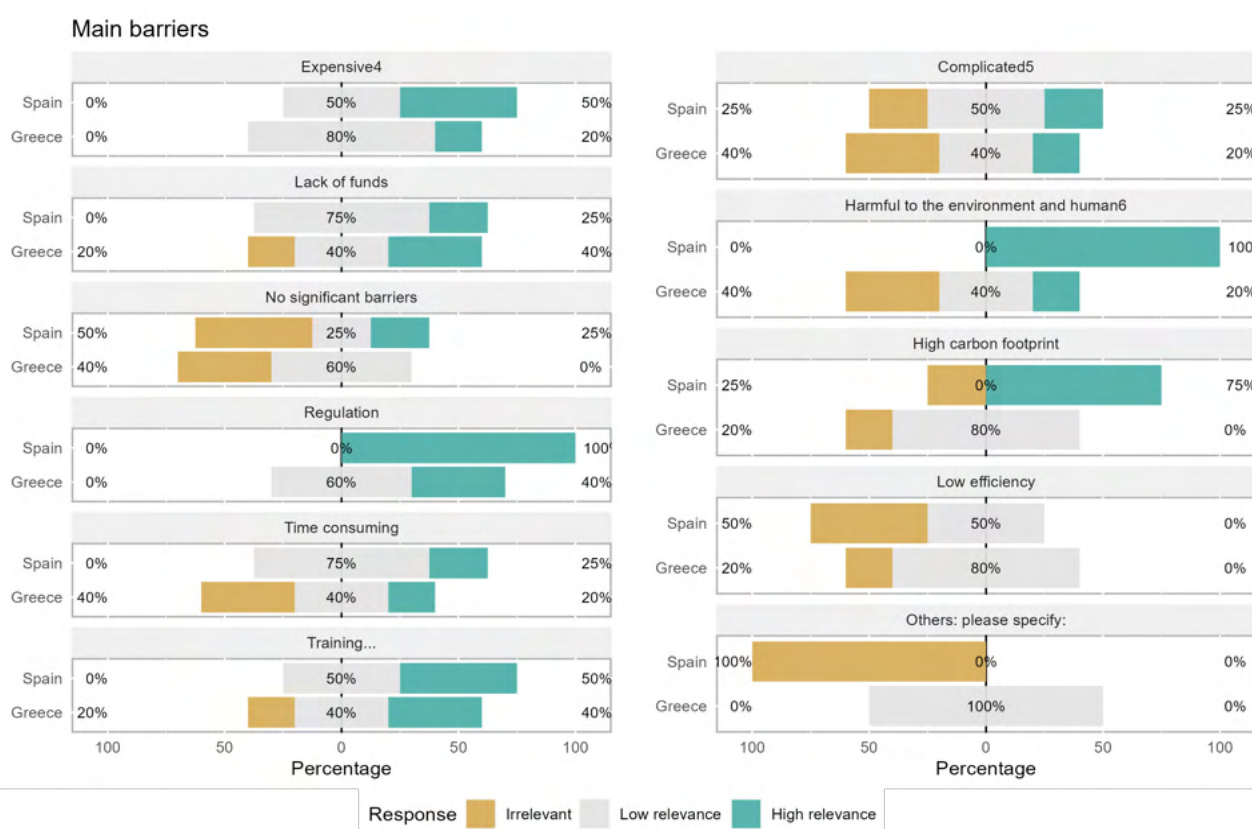 Main barriers
Expensive4
Spain 0% 50% 50%
Greece 0% 80% 20%
Lack of funds
Spain 0% 75% 25%
Greece 20% 40% 40%
No significant barriers
Spain 50% 25% 25%
Greece 40% 60% 0%
Regulation
Spain 0% 0% 100%
Greece 0% 60% 40%
Time consuming
Spain 0% 75% 25%
Greece 40% 40% 20%
Training...
Spain 0% 50% 50%
Greece 20% 40% 40%
100 50 0 50 100
Percentage
Complicated5
Spain 25% 50% 25%
Greece 40% 40% 20%
Harmful to the environment and human6
Spain 0% 0% 100%
Greece 40% 40% 20%
High carbon footprint
Spain 25% 0% 75%
Greece 20% 80% 0%
Low efficiency
Spain 50% 50% 0%
Greece 20% 80% 0%
Others: please specify:
Spain 100% 0% 0%
Greece 0% 100% 0%
100 50 0 50 100
Percentage
Response Irrelevant Low relevance High relevance